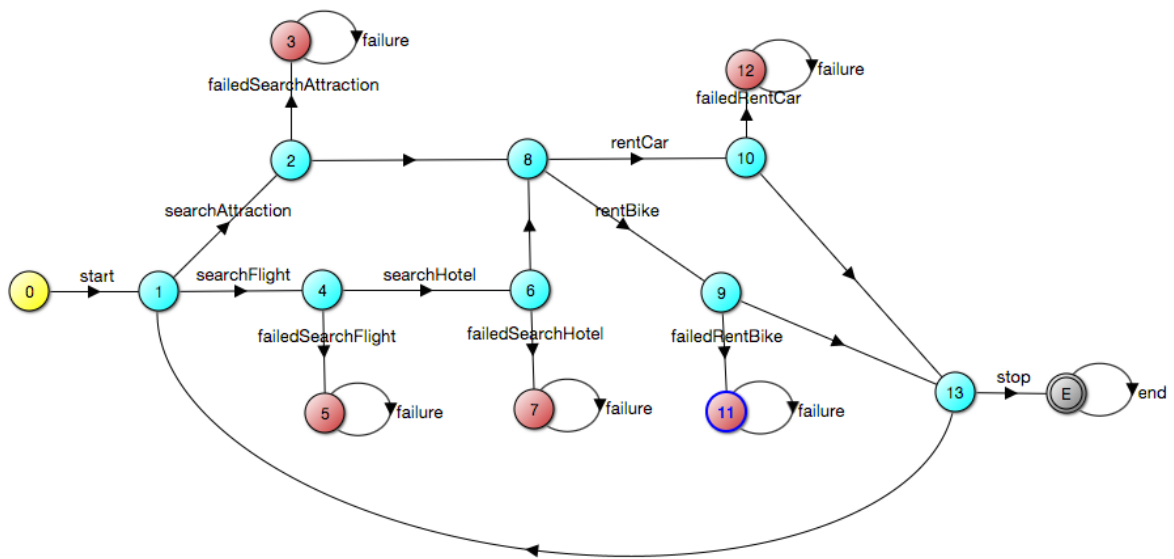 3
failure
failedSearchAttraction
12
failure
failedRentCar
2
8
rentCar
10
searchAttraction
rentBike
0
start
1
searchFlight
4
searchHotel
6
9
failedSearchFlight
failedSearchHotel
failedRentBike
5
failure
7
failure
11
failure
13
stop
E
end